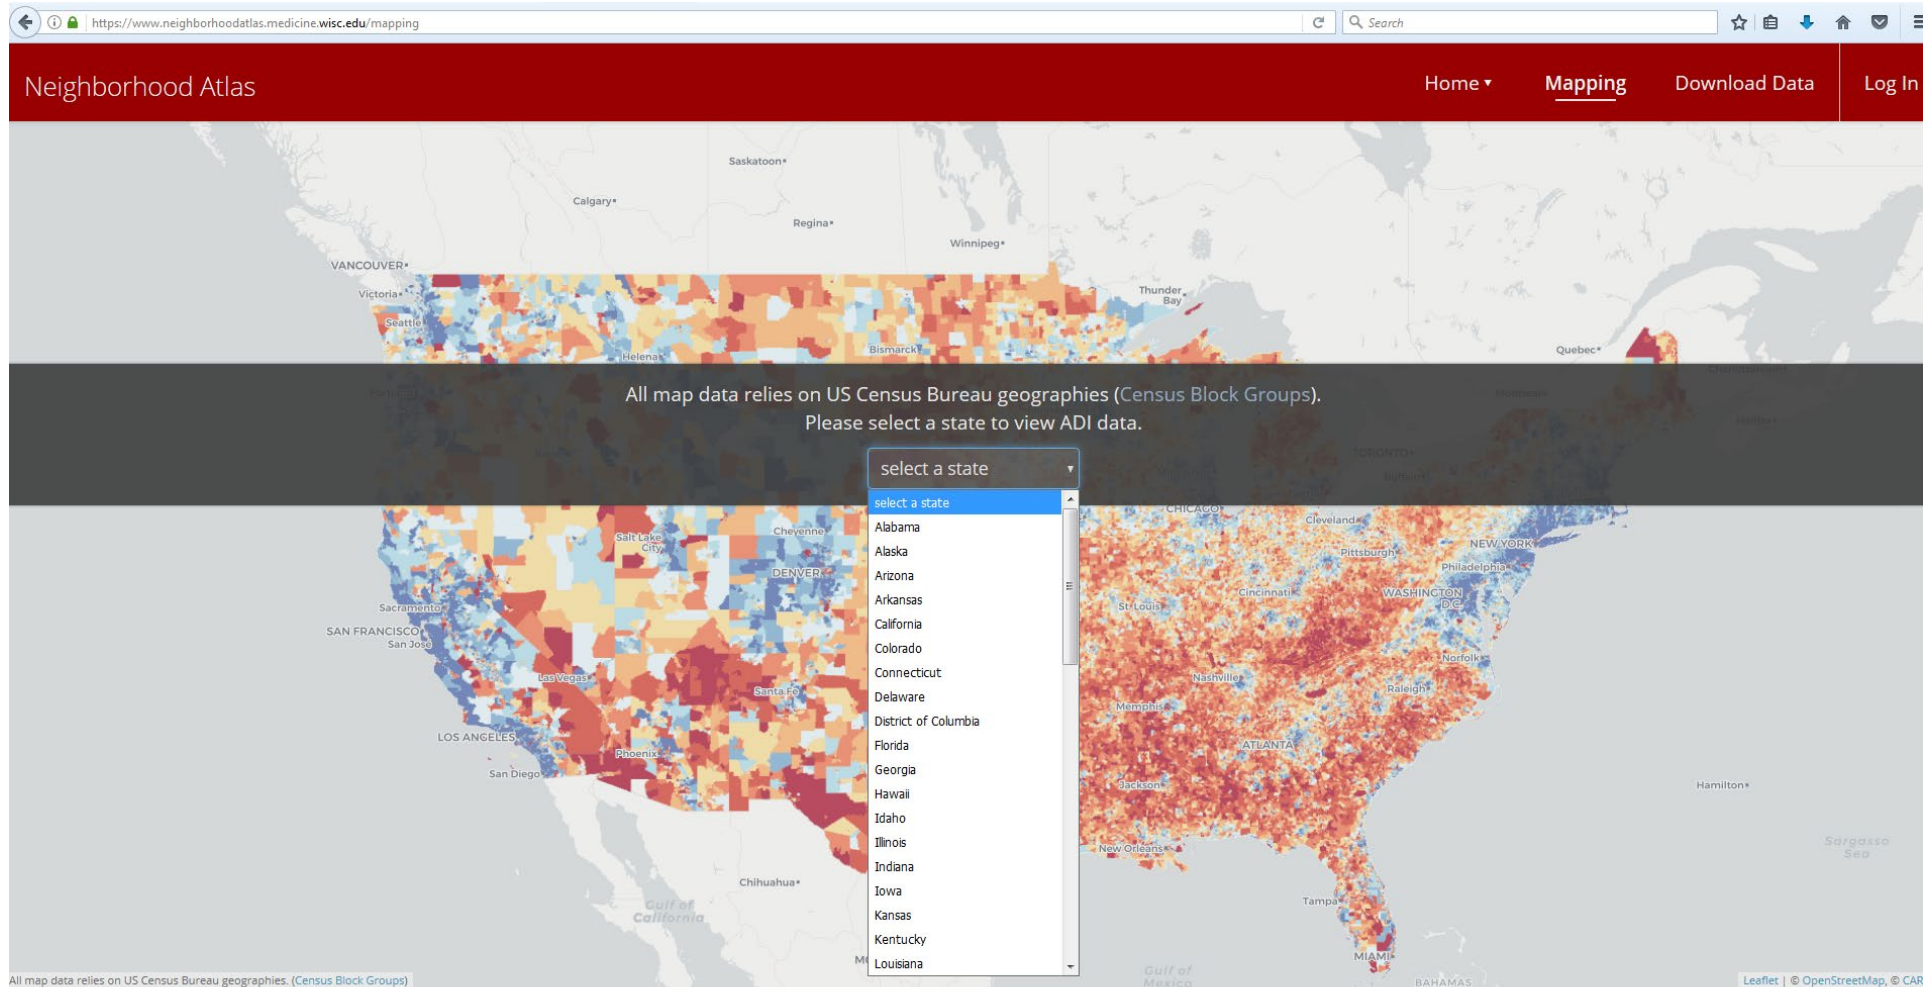 https://www.neighborhoodatlas.medicine.wisc.edu/mapping
Search
Neighborhood Atlas
Home ▾
Mapping
Download Data
Log In
Saskatoon
Calgary
Regina
Winnipeg
VANCOUVER
Victoria
Thunder
Bay
Seattle
Helena
Bismarck
Quebec
All map data relies on US Census Bureau geographies (Census Block Groups).
Please select a state to view ADI data.
TORONTO
select a state
select a state
Alabama
Alaska
Arizona
Arkansas
California
Colorado
Connecticut
Delaware
District of Columbia
Florida
Georgia
Hawaii
Idaho
Illinois
Indiana
Iowa
Kansas
Kentucky
Louisiana
CHICAGO
Cleveland
Salt Lake
City
Cheyenne
Pittsburgh
NEW YORK
Philadelphia
DENVER
Cincinnati
WASHINGTON
D.C.
St. Louis
Sacramento
SAN FRANCISCO
San José
Norfolk
Las Vegas
Santa Fe
Nashville
Raleigh
Memphis
LOS ANGELES
Phoenix
ATLANTA
San Diego
Jackson
Hamilton
New Orleans
Sargasso
Sea
Chihuahua
Gulf of
California
Tampa
MIAMI
Gulf of
Mexico
BAHAMAS
All map data relies on US Census Bureau geographies. (Census Block Groups)
Leaflet | © OpenStreetMap, © CAR